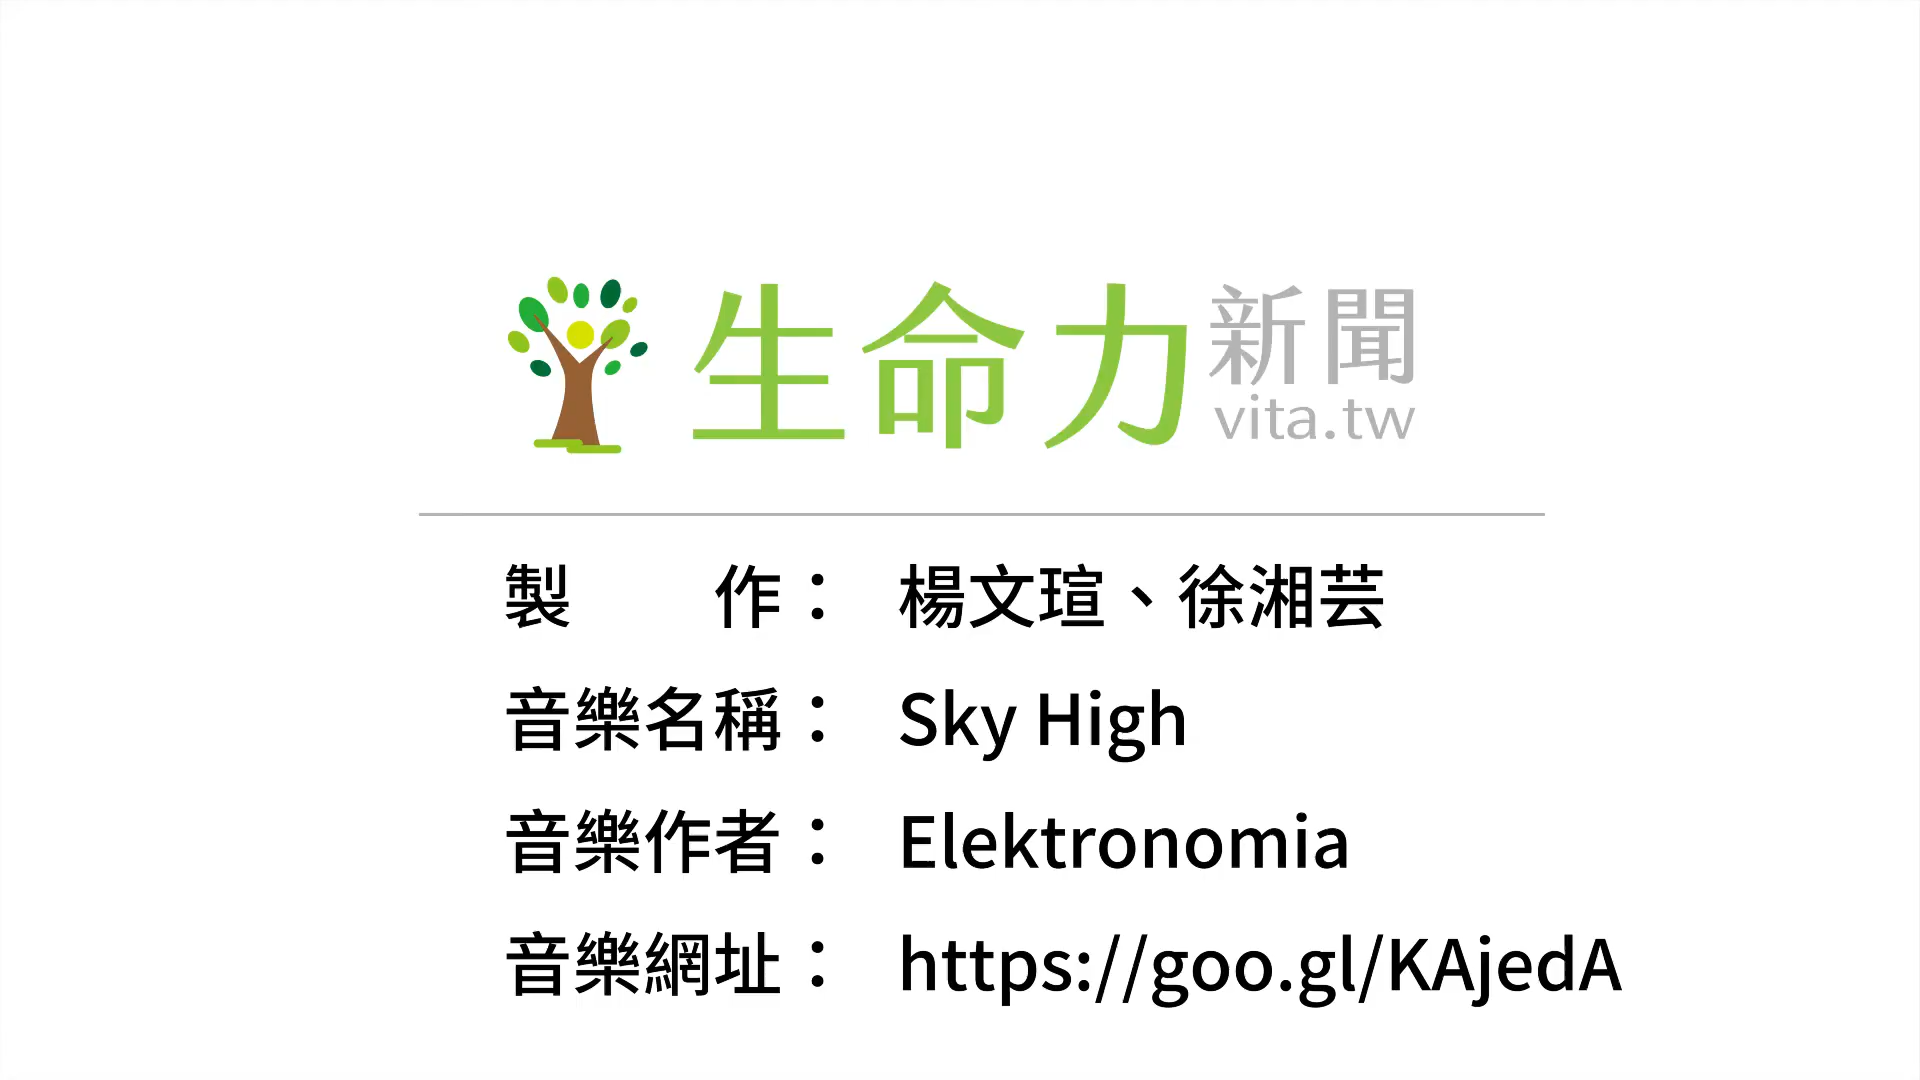 生命力新聞
vita.tw
製　　作：　楊文瑄、徐湘芸
音樂名稱：　Sky High
音樂作者：　Elektronomia
音樂網址：　https://goo.gl/KAjedA